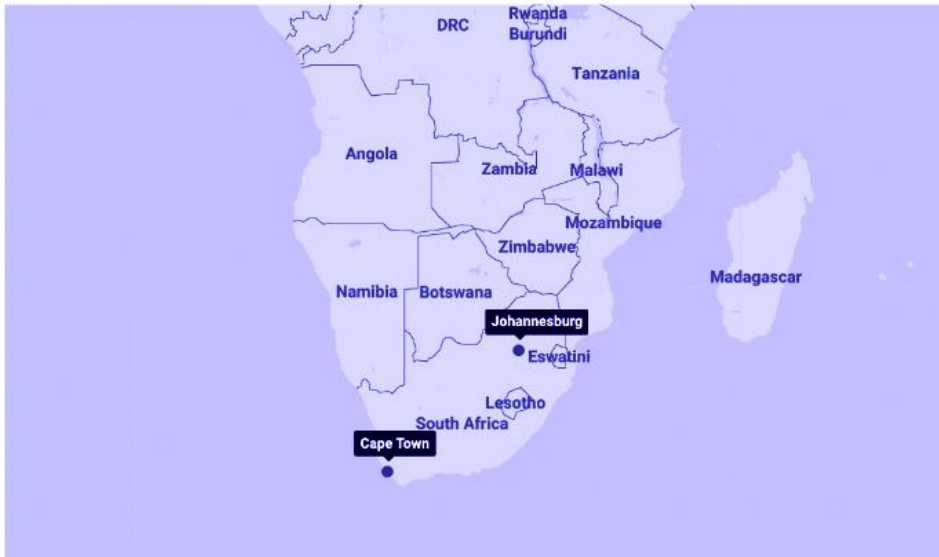 Rwanda
DRC
Burundi
Tanzania
Angola
Zambia
Malawi
Mozambique
Zimbabwe
Madagascar
Namibia
Botswana
Johannesburg
Eswatini
Lesotho
South Africa
Cape Town